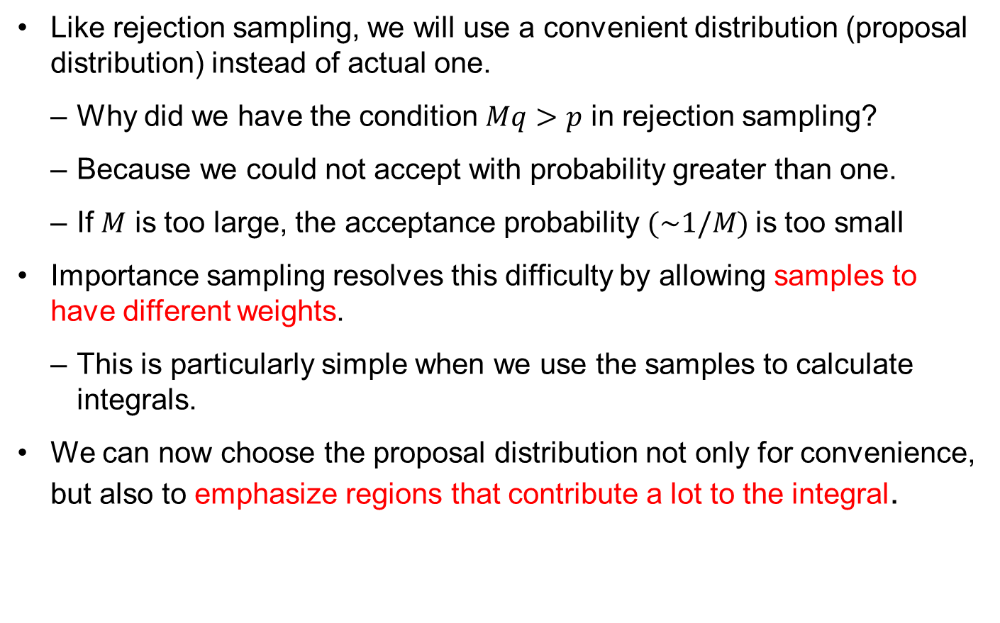 • Like rejection sampling, we will use a convenient distribution (proposal
distribution) instead of actual one.
– Why did we have the condition 𝑀𝑞 > 𝑝 in rejection sampling?
– Because we could not accept with probability greater than one.
– If 𝑀 is too large, the acceptance probability (~1/𝑀) is too small
• Importance sampling resolves this difficulty by allowing samples to
have different weights.
– This is particularly simple when we use the samples to calculate
integrals.
• We can now choose the proposal distribution not only for convenience,
but also to emphasize regions that contribute a lot to the integral.